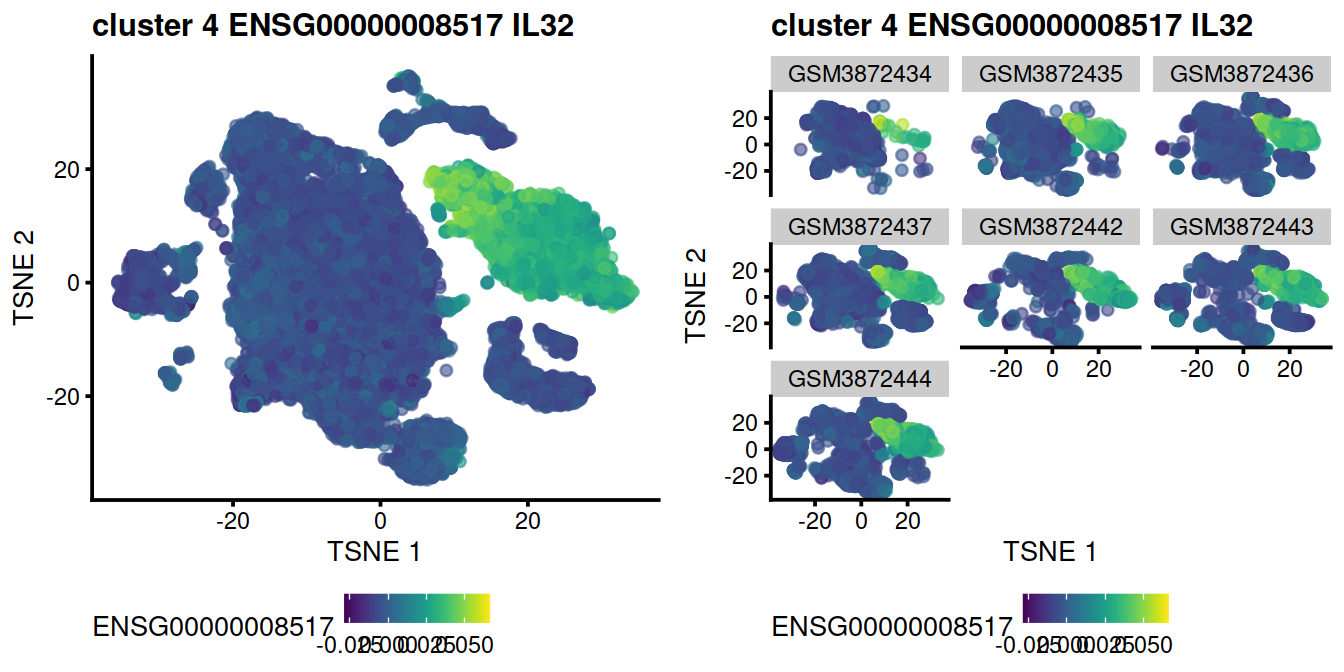 cluster 4 ENSG00000008517 IL32
TSNE 2
20
0
-20
-20 0 20
TSNE 1
ENSG00000008517
cluster 4 ENSG00000008517 IL32
GSM3872434 GSM3872435 GSM3872436
20
0
-20
GSM3872437 GSM3872442 GSM3872443
20
0
-20
-20 0 20 -20 0 20
GSM3872444
20
0
-20
-20 0 20
TSNE 2
TSNE 1
ENSG00000008517